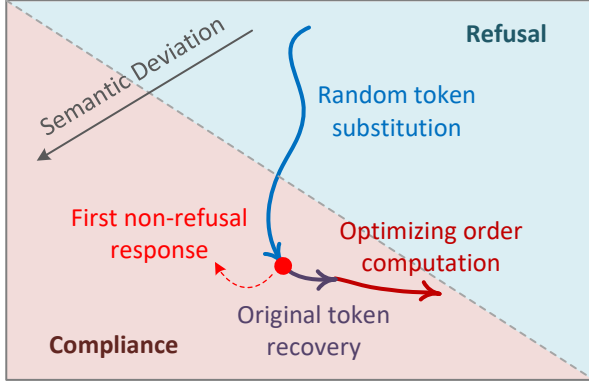 Refusal
Semantic Deviation
Random token
substitution
First non-refusal
response
Optimizing order
computation
Original token
recovery
Compliance